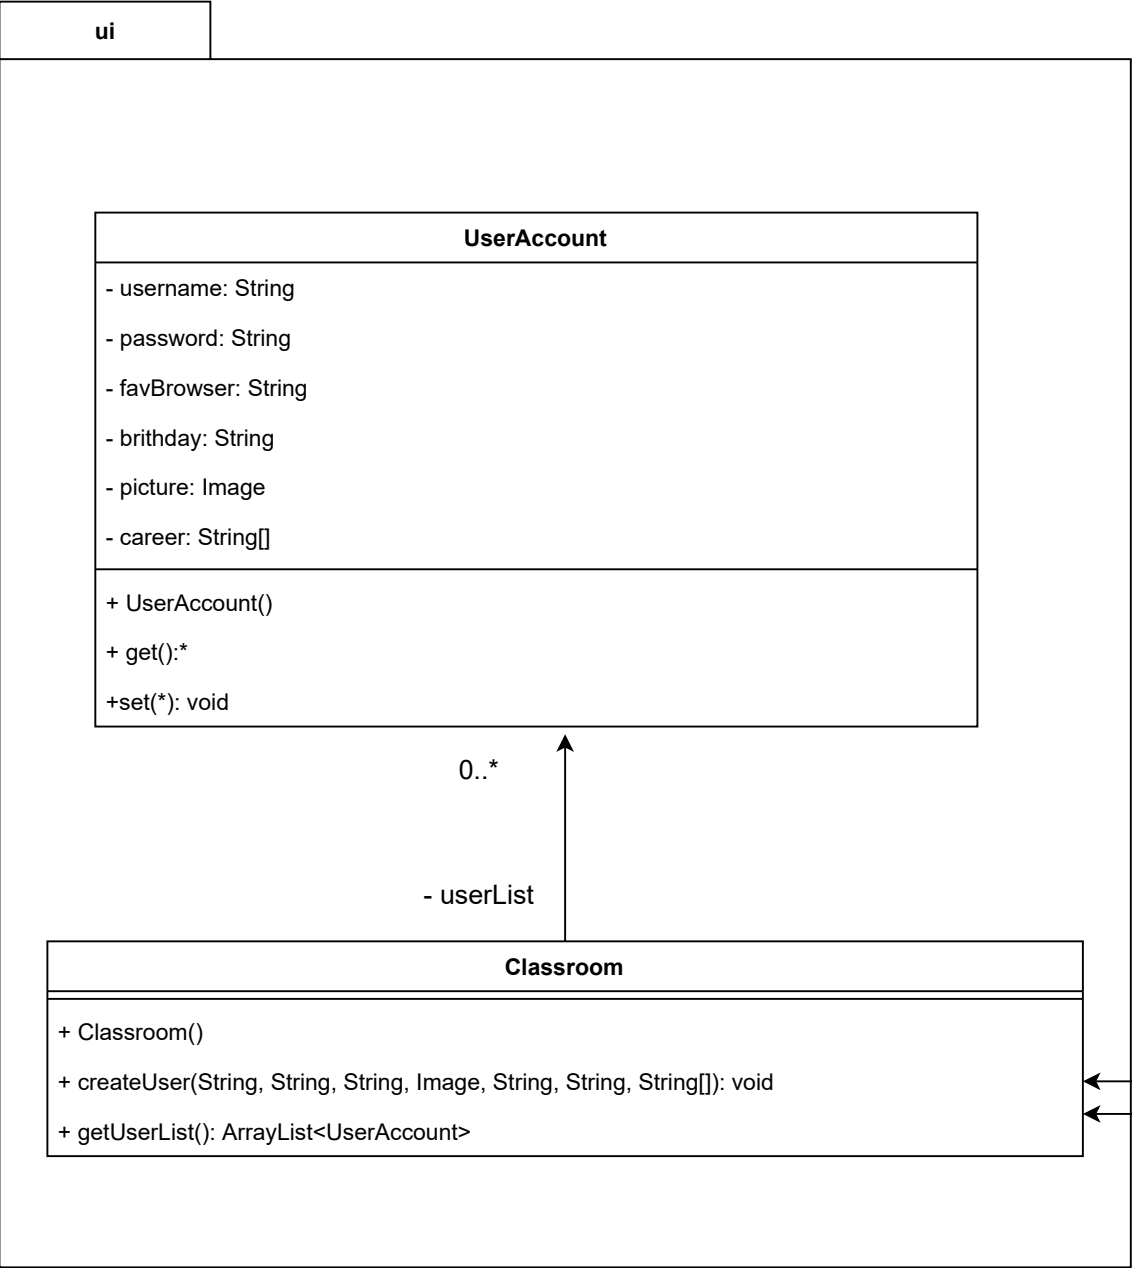 ui
UserAccount
- username: String
- password: String
- favBrowser: String
- brithday: String
- picture: Image
- career: String[]
+ UserAccount()
+ get():*
+set(*): void
0..*
- userList
Classroom
+ Classroom()
+ createUser(String, String, String, Image, String, String, String[]): void
+ getUserList(): ArrayList<UserAccount>